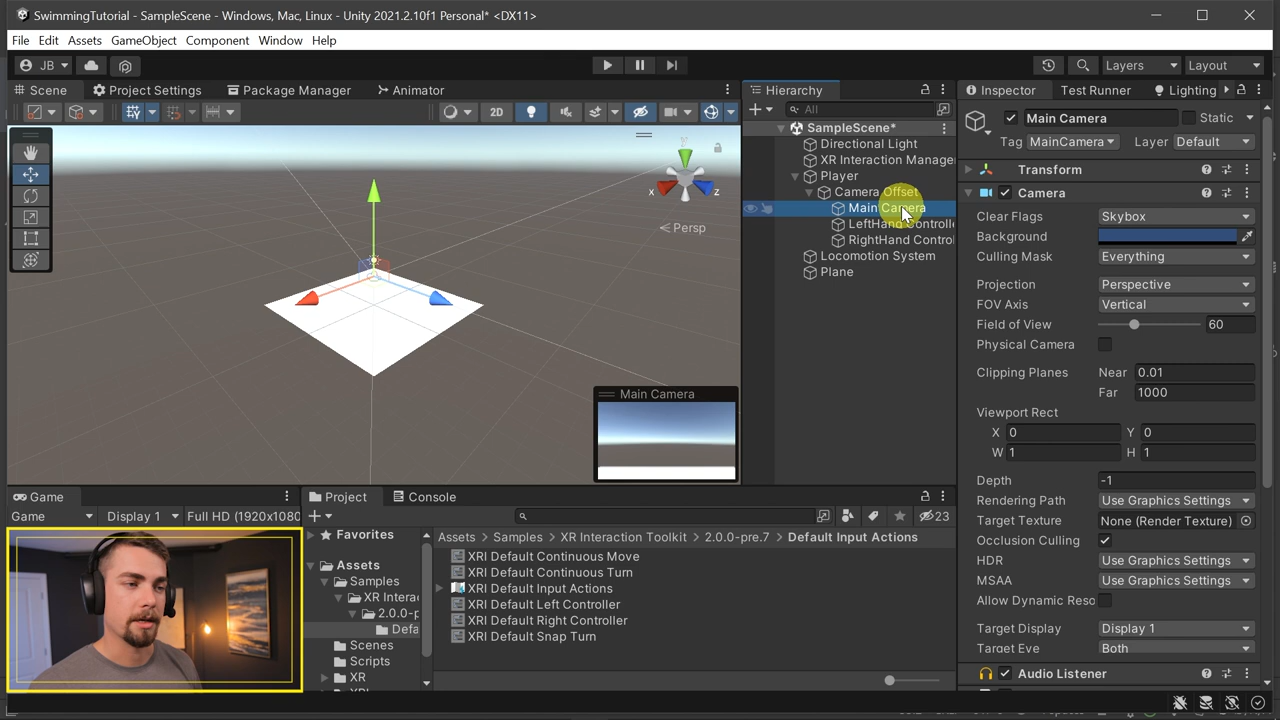 SwimmingTutorial - SampleScene - Windows, Mac, Linux - Unity 2021.2.10f1 Personal* <DX11>
File Edit Assets GameObject Component Window Help
JB Layers Layout
Scene Project Settings Package Manager Animator
2D
y
x z
Persp
Main Camera
Hierarchy
All
SampleScene*
Directional Light
XR Interaction Manage
Player
Camera Offset
Main Camera
LeftHand Controlle
RightHand Contro
Locomotion System
Plane
Inspector Test Runner Lighting
Main Camera Static
Tag MainCamera Layer Default
Transform
Camera
Clear Flags Skybox
Background
Culling Mask Everything
Projection Perspective
FOV Axis Vertical
Field of View 60
Physical Camera
Clipping Planes Near 0.01
Far 1000
Viewport Rect
X 0 Y 0
W 1 H 1
Depth -1
Rendering Path Use Graphics Settings
Target Texture None (Render Texture)
Occlusion Culling
HDR Use Graphics Settings
MSAA Use Graphics Settings
Allow Dynamic Reso
Target Display Display 1
Target Eye Both
Audio Listener
Game
Game Display 1 Full HD (1920x1080
Project Console
23
Favorites
Assets
Samples
XR Interac
2.0.0-p
Defa
Scenes
Scripts
XR
Assets > Samples > XR Interaction Toolkit > 2.0.0-pre.7 > Default Input Actions
XRI Default Continuous Move
XRI Default Continuous Turn
XRI Default Input Actions
XRI Default Left Controller
XRI Default Right Controller
XRI Default Snap Turn